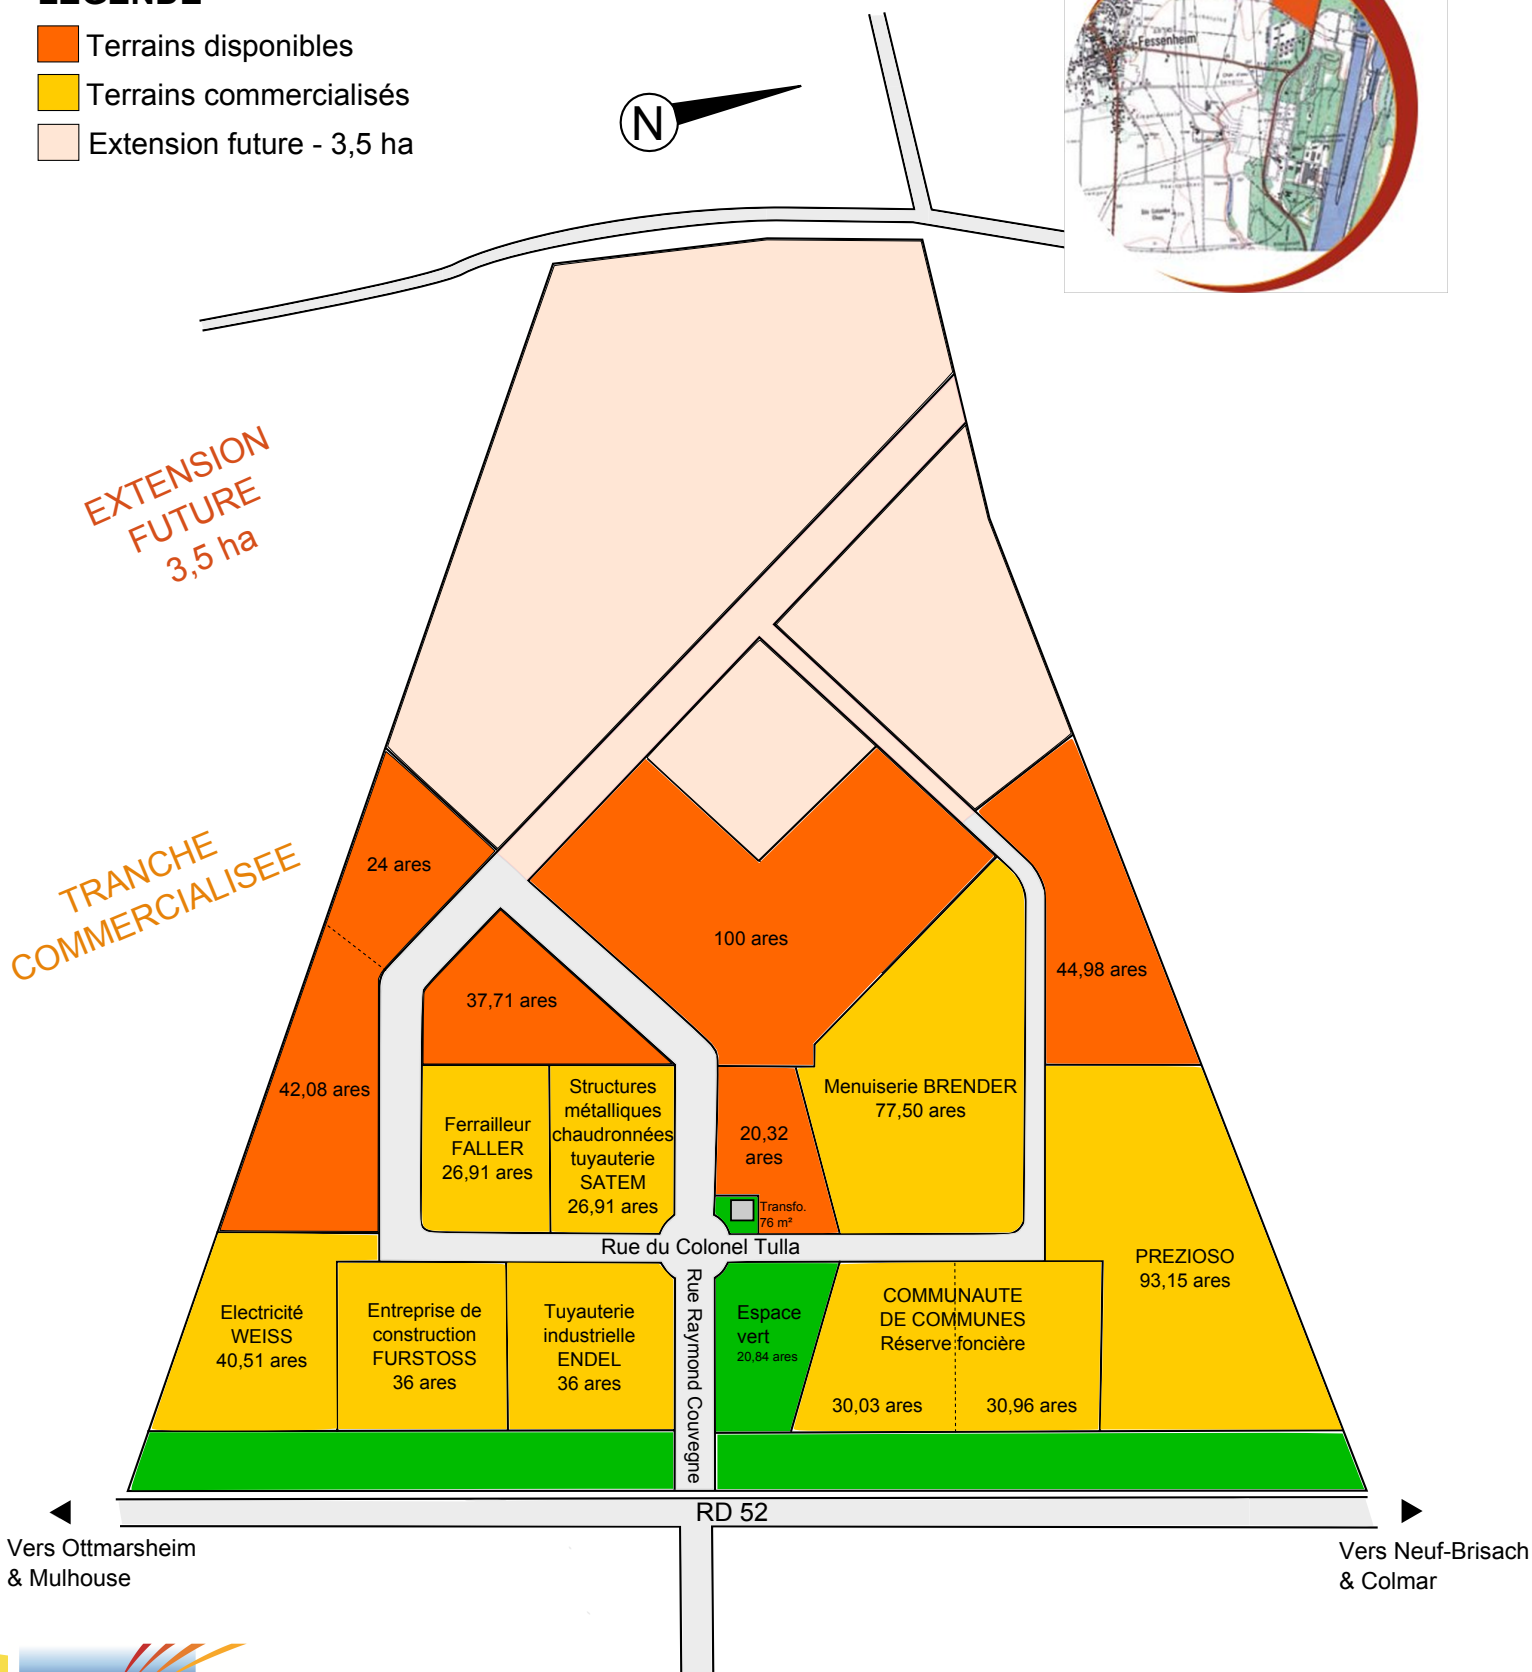 LEGENDE
Terrains disponibles
Terrains commercialisés
Extension future - 3,5 ha
N
Fessenheim
EXTENSION
FUTURE
3,5 ha
TRANCHE
COMMERCIALISEE
24 ares
100 ares
44,98 ares
37,71 ares
42,08 ares
Ferrailleur
FALLER
26,91 ares
Structures
métalliques
chaudronnées
tuyauterie
SATEM
26,91 ares
20,32
ares
Transfo.
76 m²
Menuiserie BRENDER
77,50 ares
Rue du Colonel Tulla
Rue Raymond Couvegne
PREZIOSO
93,15 ares
Electricité
WEISS
40,51 ares
Entreprise de
construction
FURSTOSS
36 ares
Tuyauterie
industrielle
ENDEL
36 ares
Espace
vert
20,84 ares
COMMUNAUTE
DE COMMUNES
Réserve foncière
30,03 ares
30,96 ares
RD 52
Vers Ottmarsheim
& Mulhouse
Vers Neuf-Brisach
& Colmar